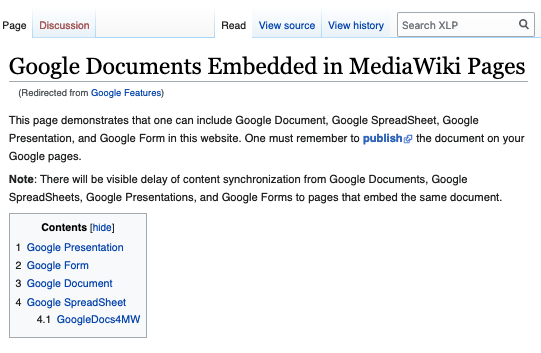 Page Discussion Read View source View history Search XLP
Google Documents Embedded in MediaWiki Pages
(Redirected from Google Features)
This page demonstrates that one can include Google Document, Google SpreadSheet, Google
Presentation, and Google Form in this website. One must remember to publish the document on your
Google pages.
Note: There will be visible delay of content synchronization from Google Documents, Google
SpreadSheets, Google Presentations, and Google Forms to pages that embed the same document.
Contents [hide]
1 Google Presentation
2 Google Form
3 Google Document
4 Google SpreadSheet
4.1 GoogleDocs4MW